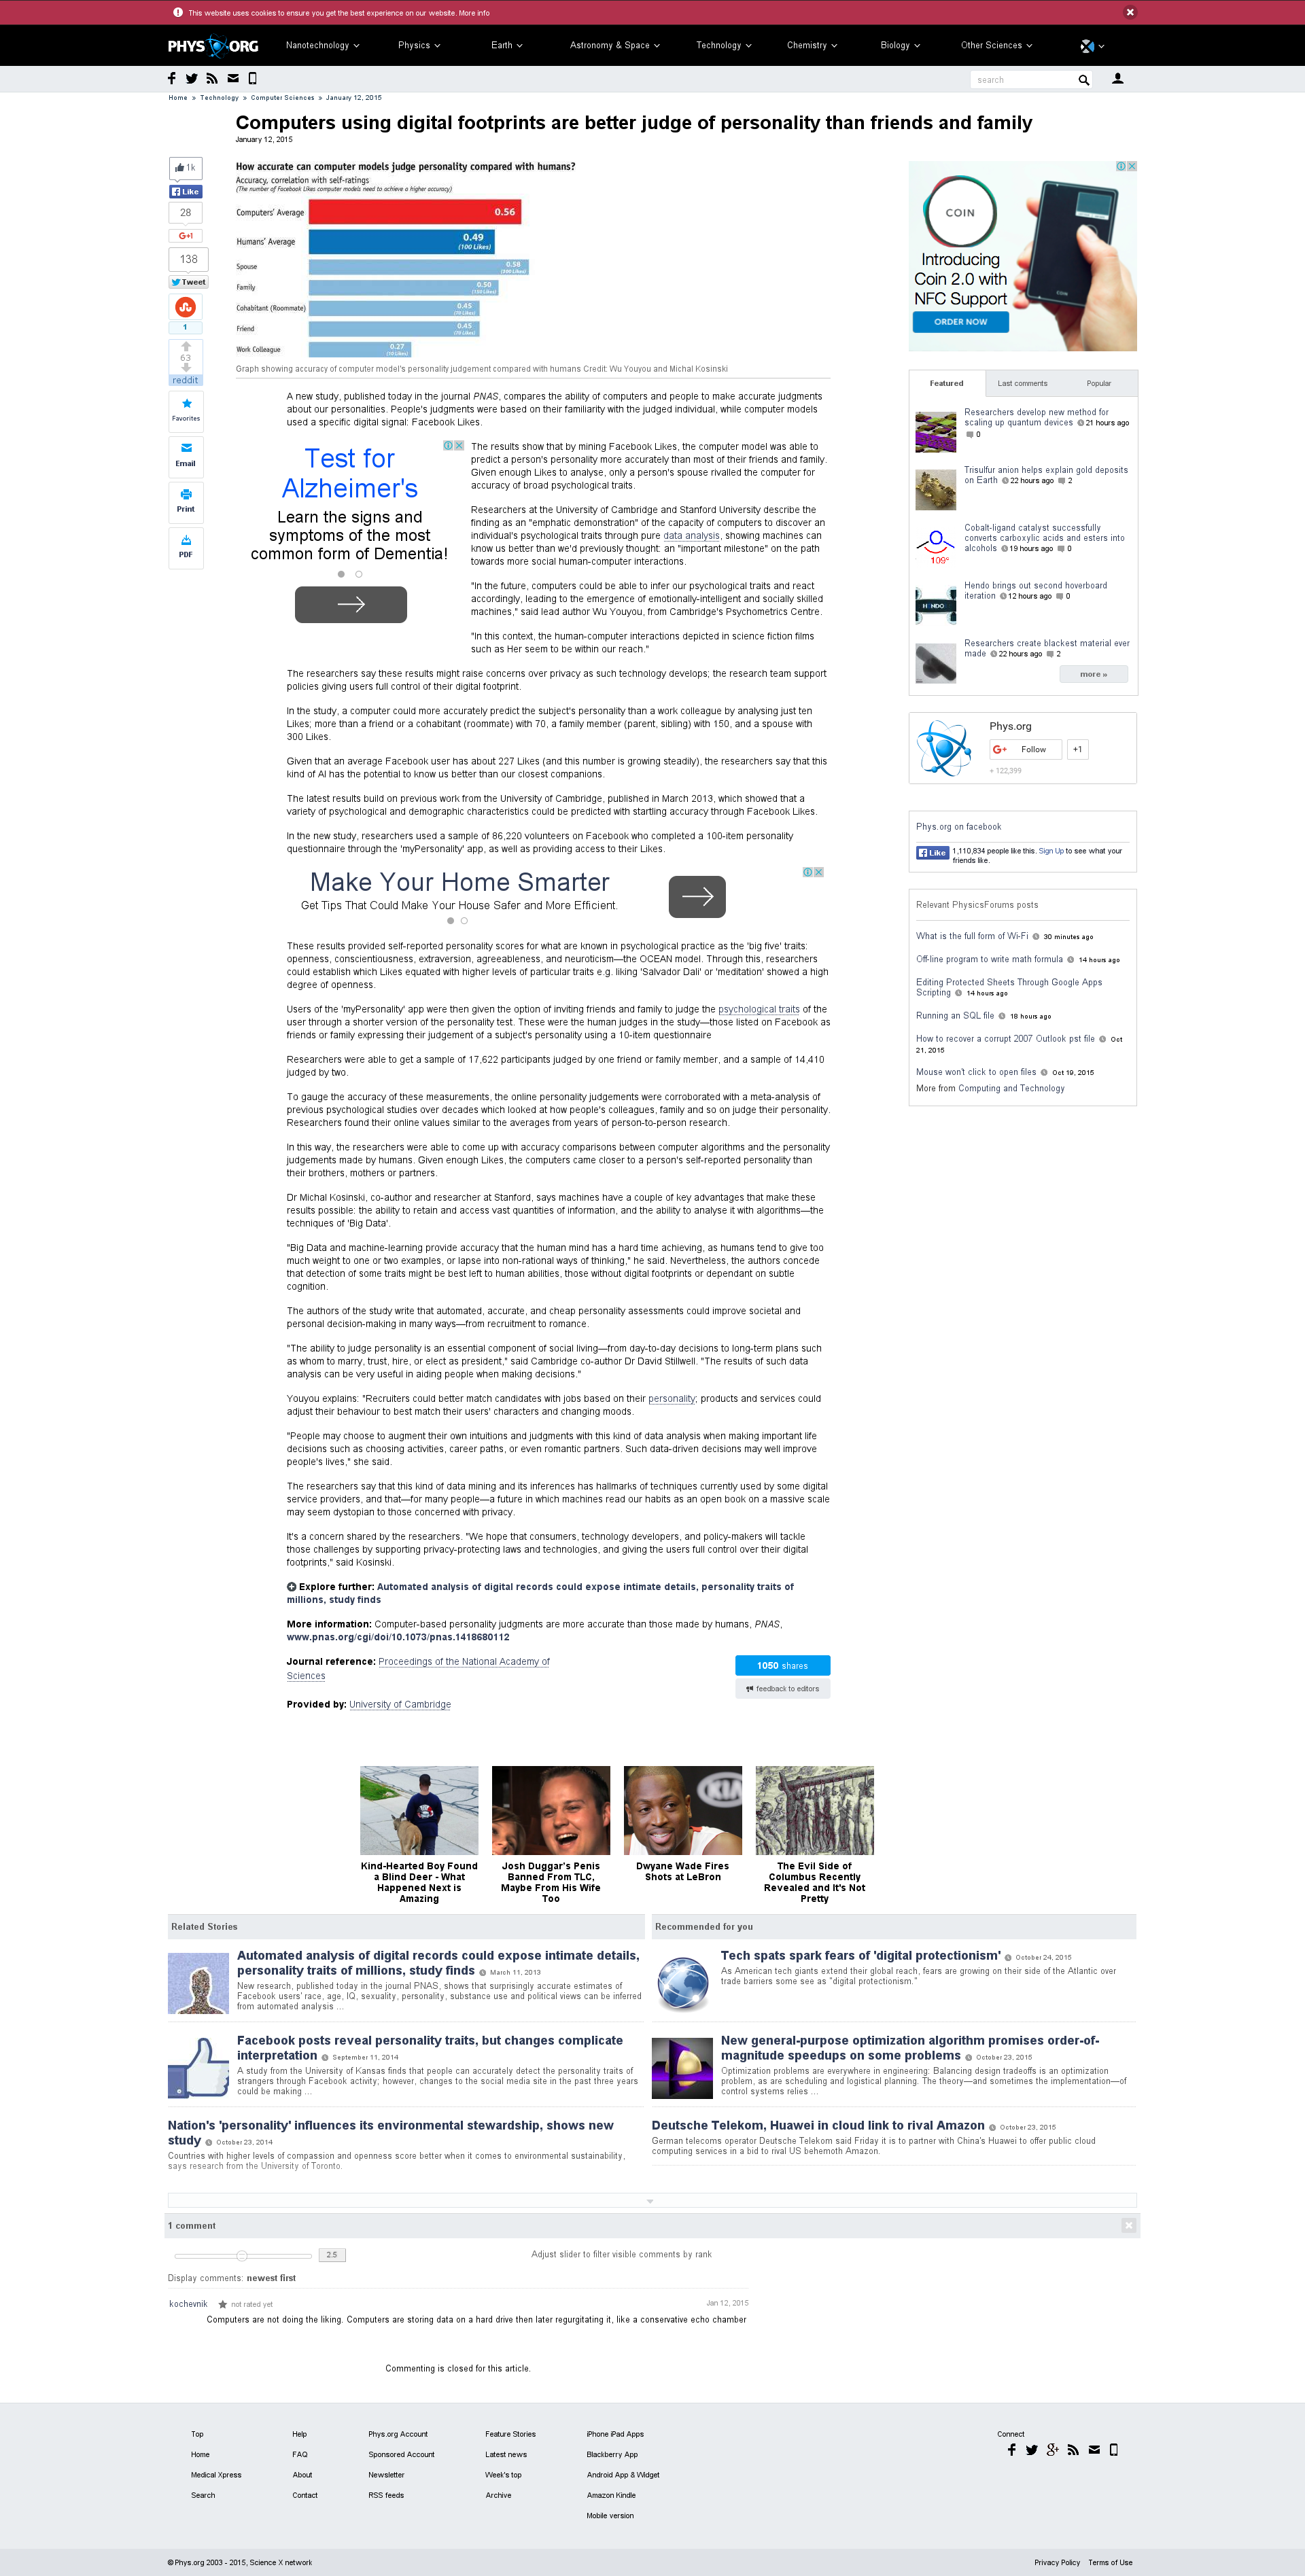 This website uses cookies to ensure you get the best experience on our website. More info
PHYS ORG
Nanotechnology
Physics
Earth
Astronomy & Space
Technology
Chemistry
Biology
Other Sciences
search
Home » Technology » Computer Sciences » January 12, 2015
Computers using digital footprints are better judge of personality than friends and family
January 12, 2015
1k
Like
28
G+1
138
Tweet
1
63
reddit
Favorites
Email
Print
PDF
How accurate can computer models judge personality compared with humans?
Accuracy, correlation with self-ratings
(The number of Facebook Likes computer models need to achieve a higher accuracy)
Computers' Average 0.56
Humans' Average 0.49
(100 Likes)
Spouse 0.58
(300 Likes)
Family 0.50
(150 Likes)
Cohabitant (Roommate) 0.45
(70 Likes)
Friend 0.45
(70 Likes)
Work Colleague 0.27
(10 Likes)
Graph showing accuracy of computer model's personality judgement compared with humans Credit: Wu Youyou and Michal Kosinski
A new study, published today in the journal PNAS, compares the ability of computers and people to make accurate judgments
about our personalities. People's judgments were based on their familiarity with the judged individual, while computer models
used a specific digital signal: Facebook Likes.
Test for
Alzheimer's
Learn the signs and
symptoms of the most
common form of Dementia!
The results show that by mining Facebook Likes, the computer model was able to
predict a person's personality more accurately than most of their friends and family.
Given enough Likes to analyse, only a person's spouse rivalled the computer for
accuracy of broad psychological traits.
Researchers at the University of Cambridge and Stanford University describe the
finding as an "emphatic demonstration" of the capacity of computers to discover an
individual's psychological traits through pure data analysis, showing machines can
know us better than we'd previously thought: an "important milestone" on the path
towards more social human-computer interactions.
"In the future, computers could be able to infer our psychological traits and react
accordingly, leading to the emergence of emotionally-intelligent and socially skilled
machines," said lead author Wu Youyou, from Cambridge's Psychometrics Centre.
"In this context, the human-computer interactions depicted in science fiction films
such as Her seem to be within our reach."
The researchers say these results might raise concerns over privacy as such technology develops; the research team support
policies giving users full control of their digital footprint.
In the study, a computer could more accurately predict the subject's personality than a work colleague by analysing just ten
Likes; more than a friend or a cohabitant (roommate) with 70, a family member (parent, sibling) with 150, and a spouse with
300 Likes.
Given that an average Facebook user has about 227 Likes (and this number is growing steadily), the researchers say that this
kind of AI has the potential to know us better than our closest companions.
The latest results build on previous work from the University of Cambridge, published in March 2013, which showed that a
variety of psychological and demographic characteristics could be predicted with startling accuracy through Facebook Likes.
In the new study, researchers used a sample of 86,220 volunteers on Facebook who completed a 100-item personality
questionnaire through the 'myPersonality' app, as well as providing access to their Likes.
Make Your Home Smarter
Get Tips That Could Make Your House Safer and More Efficient.
These results provided self-reported personality scores for what are known in psychological practice as the 'big five' traits:
openness, conscientiousness, extraversion, agreeableness, and neuroticism—the OCEAN model. Through this, researchers
could establish which Likes equated with higher levels of particular traits e.g. liking 'Salvador Dali' or 'meditation' showed a high
degree of openness.
Users of the 'myPersonality' app were then given the option of inviting friends and family to judge the psychological traits of the
user through a shorter version of the personality test. These were the human judges in the study—those listed on Facebook as
friends or family expressing their judgement of a subject's personality using a 10-item questionnaire
Researchers were able to get a sample of 17,622 participants judged by one friend or family member, and a sample of 14,410
judged by two.
To gauge the accuracy of these measurements, the online personality judgements were corroborated with a meta-analysis of
previous psychological studies over decades which looked at how people's colleagues, family and so on judge their personality.
Researchers found their online values similar to the averages from years of person-to-person research.
In this way, the researchers were able to come up with accuracy comparisons between computer algorithms and the personality
judgements made by humans. Given enough Likes, the computers came closer to a person's self-reported personality than
their brothers, mothers or partners.
Dr Michal Kosinski, co-author and researcher at Stanford, says machines have a couple of key advantages that make these
results possible: the ability to retain and access vast quantities of information, and the ability to analyse it with algorithms—the
techniques of 'Big Data'.
"Big Data and machine-learning provide accuracy that the human mind has a hard time achieving, as humans tend to give too
much weight to one or two examples, or lapse into non-rational ways of thinking," he said. Nevertheless, the authors concede
that detection of some traits might be best left to human abilities, those without digital footprints or dependant on subtle
cognition.
The authors of the study write that automated, accurate, and cheap personality assessments could improve societal and
personal decision-making in many ways—from recruitment to romance.
"The ability to judge personality is an essential component of social living—from day-to-day decisions to long-term plans such
as whom to marry, trust, hire, or elect as president," said Cambridge co-author Dr David Stillwell. "The results of such data
analysis can be very useful in aiding people when making decisions."
Youyou explains: "Recruiters could better match candidates with jobs based on their personality; products and services could
adjust their behaviour to best match their users' characters and changing moods.
"People may choose to augment their own intuitions and judgments with this kind of data analysis when making important life
decisions such as choosing activities, career paths, or even romantic partners. Such data-driven decisions may well improve
people's lives," she said.
The researchers say that this kind of data mining and its inferences has hallmarks of techniques currently used by some digital
service providers, and that—for many people—a future in which machines read our habits as an open book on a massive scale
may seem dystopian to those concerned with privacy.
It's a concern shared by the researchers. "We hope that consumers, technology developers, and policy-makers will tackle
those challenges by supporting privacy-protecting laws and technologies, and giving the users full control over their digital
footprints," said Kosinski.
Explore further: Automated analysis of digital records could expose intimate details, personality traits of
millions, study finds
More information: Computer-based personality judgments are more accurate than those made by humans, PNAS,
www.pnas.org/cgi/doi/10.1073/pnas.1418680112
Journal reference: Proceedings of the National Academy of
Sciences
Provided by: University of Cambridge
1050 shares
feedback to editors
COIN
Introducing
Coin 2.0 with
NFC Support
ORDER NOW
Featured
Last comments
Popular
Researchers develop new method for
scaling up quantum devices 21 hours ago
0
Trisulfur anion helps explain gold deposits
on Earth 22 hours ago 2
109°
Cobalt-ligand catalyst successfully
converts carboxylic acids and esters into
alcohols 19 hours ago 0
HENDO
Hendo brings out second hoverboard
iteration 12 hours ago 0
Researchers create blackest material ever
made 22 hours ago 2
more »
Phys.org
G+ Follow
+1
+ 122,399
Phys.org on facebook
Like
1,110,834 people like this. Sign Up to see what your
friends like.
Relevant PhysicsForums posts
What is the full form of Wi-Fi 30 minutes ago
Off-line program to write math formula 14 hours ago
Editing Protected Sheets Through Google Apps
Scripting 14 hours ago
Running an SQL file 18 hours ago
How to recover a corrupt 2007 Outlook pst file Oct
21, 2015
Mouse won't click to open files Oct 19, 2015
More from Computing and Technology
KIA
Kind-Hearted Boy Found
a Blind Deer - What
Happened Next is
Amazing
Josh Duggar's Penis
Banned From TLC,
Maybe From His Wife
Too
Dwyane Wade Fires
Shots at LeBron
The Evil Side of
Columbus Recently
Revealed and It's Not
Pretty
Related Stories
Automated analysis of digital records could expose intimate details,
personality traits of millions, study finds March 11, 2013
New research, published today in the journal PNAS, shows that surprisingly accurate estimates of
Facebook users' race, age, IQ, sexuality, personality, substance use and political views can be inferred
from automated analysis ...
Facebook posts reveal personality traits, but changes complicate
interpretation September 11, 2014
A study from the University of Kansas finds that people can accurately detect the personality traits of
strangers through Facebook activity; however, changes to the social media site in the past three years
could be making ...
Nation's 'personality' influences its environmental stewardship, shows new
study October 23, 2014
Countries with higher levels of compassion and openness score better when it comes to environmental sustainability,
says research from the University of Toronto.
Recommended for you
Tech spats spark fears of 'digital protectionism' October 24, 2015
As American tech giants extend their global reach, fears are growing on their side of the Atlantic over
trade barriers some see as "digital protectionism."
New general-purpose optimization algorithm promises order-of-
magnitude speedups on some problems October 23, 2015
Optimization problems are everywhere in engineering: Balancing design tradeoffs is an optimization
problem, as are scheduling and logistical planning. The theory—and sometimes the implementation—of
control systems relies ...
Deutsche Telekom, Huawei in cloud link to rival Amazon October 23, 2015
German telecoms operator Deutsche Telekom said Friday it is to partner with China's Huawei to offer public cloud
computing services in a bid to rival US behemoth Amazon.
1 comment
2.5
Adjust slider to filter visible comments by rank
Display comments: newest first
kochevnik
not rated yet
Jan 12, 2015
Computers are not doing the liking. Computers are storing data on a hard drive then later regurgitating it, like a conservative echo chamber
Commenting is closed for this article.
Top
Home
Medical Xpress
Search
Help
FAQ
About
Contact
Phys.org Account
Sponsored Account
Newsletter
RSS feeds
Feature Stories
Latest news
Week's top
Archive
iPhone iPad Apps
Blackberry App
Android App & Widget
Amazon Kindle
Mobile version
Connect
© Phys.org 2003 - 2015, Science X network
Privacy Policy
Terms of Use